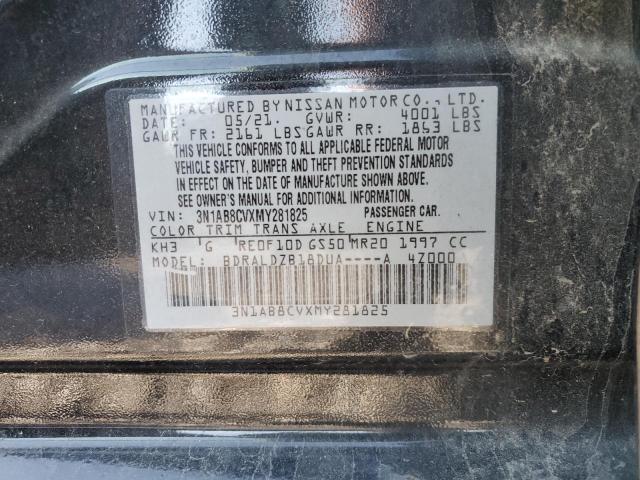 MANUFACTURED BY NISSAN MOTOR CO., LTD.
DATE: 05/21. GVWR: 4001 LBS
GAWR FR: 2161 LBS GAWR RR: 1863 LBS
THIS VEHICLE CONFORMS TO ALL APPLICABLE FEDERAL MOTOR
VEHICLE SAFETY, BUMPER AND THEFT PREVENTION STANDARDS
IN EFFECT ON THE DATE OF MANUFACTURE SHOWN ABOVE.
SEE OWNER'S MANUAL FOR ADDITIONAL INFORMATION.
VIN: 3N1AB8CVXMY281825 PASSENGER CAR.
COLOR TRIM TRANS AXLE ENGINE
KH3 G RE0F10D GS50 MR20 1997 CC
MODEL: BDRALDZB18DUA----A 4Z000
3N1AB8CVXMY281825